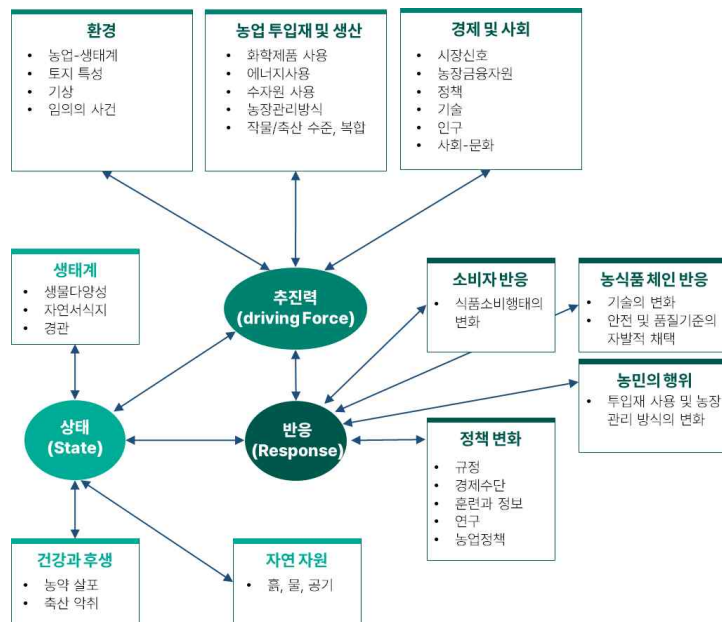 환경
• 농업-생태계
• 토지 특성
• 기상
• 임의의 사건
농업 투입재 및 생산
• 화학제품 사용
• 에너지사용
• 수자원 사용
• 농장관리방식
• 작물/축산 수준, 복합
경제 및 사회
• 시장신호
• 농장금융자원
• 정책
• 기술
• 인구
• 사회-문화
생태계
• 생물다양성
• 자연서식지
• 경관
추진력
(driving Force)
소비자 반응
• 식품소비행태의
변화
농식품 체인 반응
• 기술의 변화
• 안전 및 품질기준의
자발적 채택
농민의 행위
• 투입재 사용 및 농장
관리 방식의 변화
상태
(State)
반응
(Response)
정책 변화
• 규정
• 경제수단
• 훈련과 정보
• 연구
• 농업정책
건강과 후생
• 농약 살포
• 축산 악취
자연 자원
• 흙, 물, 공기